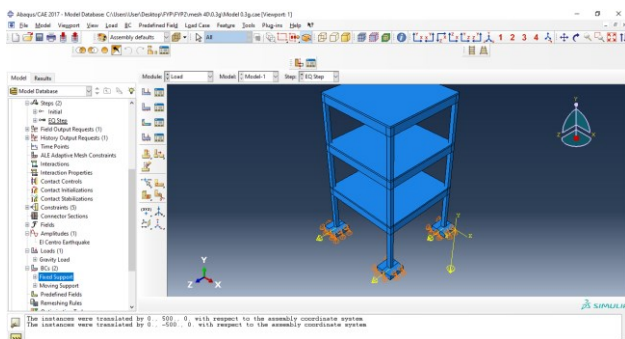 Abaqus/CAE 2017 - Model Database: C:\Users\User\Desktop\FYP\FYP2\mesh 40\0.3g\Model 0.3g.cae [Viewport: 1]
File Model Viewport View Load BC Predefined Field Load Case Feature Tools Plug-ins Help
Assembly defaults All 1 2 3 4
Model Results Module: Load Model: Model-1 Step: EQ Step
Model Database
Steps (2)
Initial
EQ Step
Field Output Requests (1)
History Output Requests (1)
Time Points
ALE Adaptive Mesh Constraints
Interactions
Interaction Properties
Contact Controls
Contact Initializations
Contact Stabilizations
Constraints (5)
Connector Sections
Fields
Amplitudes (1)
El Centro Earthquake
Loads (1)
Gravity Load
BCs (2)
Fixed Support
Moving Support
Predefined Fields
Remeshing Rules
Y
Z X
SIMULIA
The instances were translated by 0., 500., 0. with respect to the assembly coordinate system
The instances were translated by 0., -500., 0. with respect to the assembly coordinate system